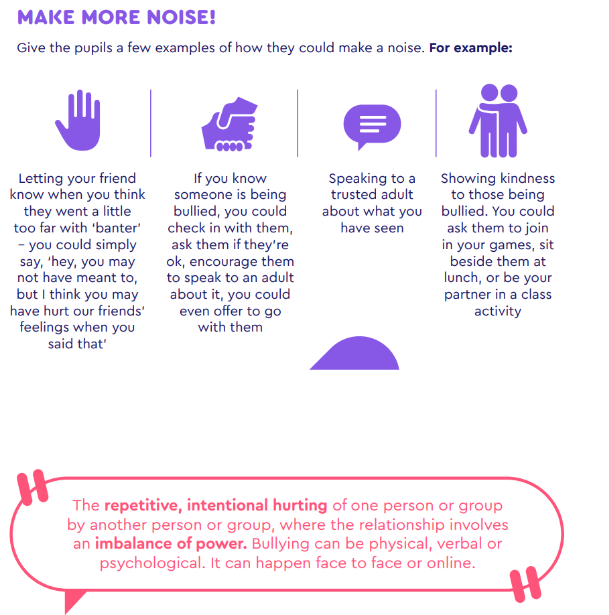 MAKE MORE NOISE!
Give the pupils a few examples of how they could make a noise. For example:
Letting your friend
know when you think
they went a little
too far with ‘banter’
– you could simply
say, ‘hey, you may
not have meant to,
but I think you may
have hurt our friends’
feelings when you
said that’
If you know
someone is being
bullied, you could
check in with them,
ask them if they’re
ok, encourage them
to speak to an adult
about it, you could
even offer to go
with them
Speaking to a
trusted adult
about what you
have seen
Showing kindness
to those being
bullied. You could
ask them to join
in your games, sit
beside them at
lunch, or be your
partner in a class
activity
The repetitive, intentional hurting of one person or group
by another person or group, where the relationship involves
an imbalance of power. Bullying can be physical, verbal or
psychological. It can happen face to face or online.